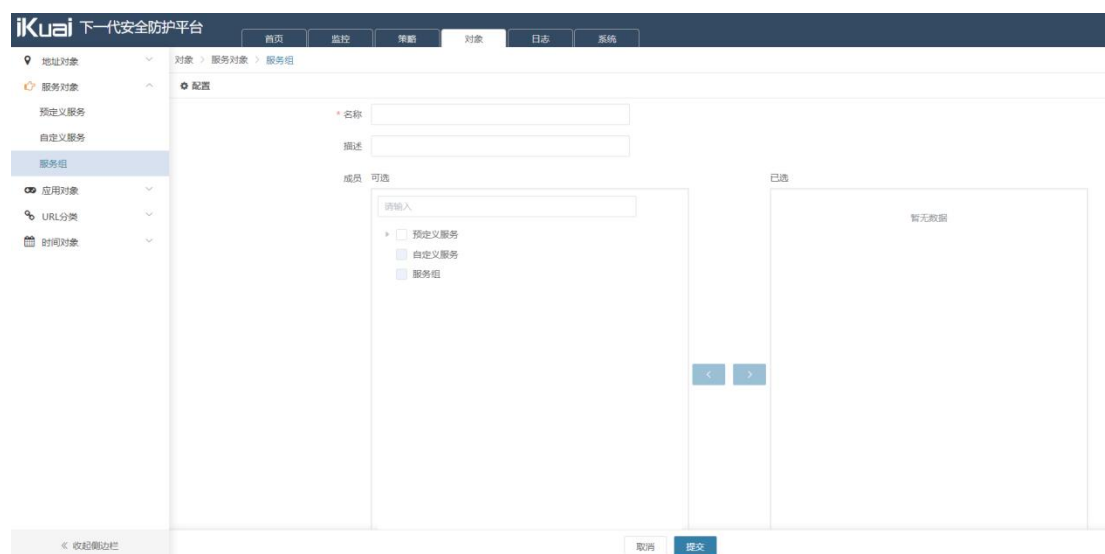 iKuai 下一代安全防护平台
首页 监控 策略 对象 日志 系统
地址对象
服务对象
预定义服务
自定义服务
服务组
应用对象
URL分类
时间对象
« 收起侧边栏
对象 > 服务对象 > 服务组
配置
* 名称
描述
成员 可选 已选
请输入
预定义服务
自定义服务
服务组
< >
暂无数据
取消 提交